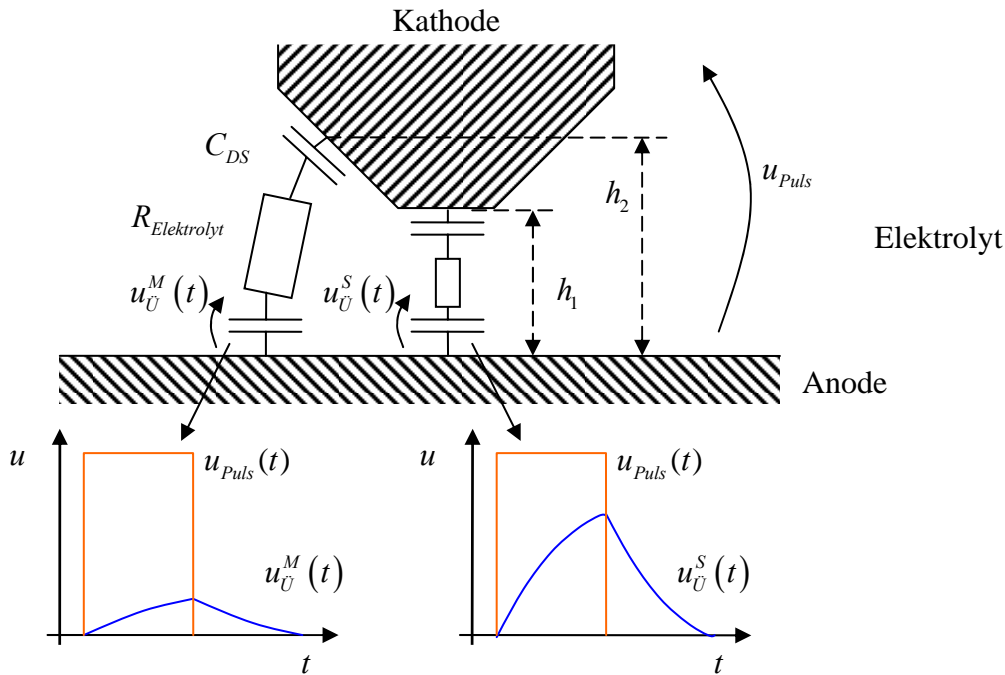 Kathode
C_DS
R_Elektrolyt
u_Ü^M(t)
u_Ü^S(t)
h_1
h_2
u_Puls
Elektrolyt
Anode
u
u_Puls(t)
u_Ü^M(t)
t
u
u_Puls(t)
u_Ü^S(t)
t